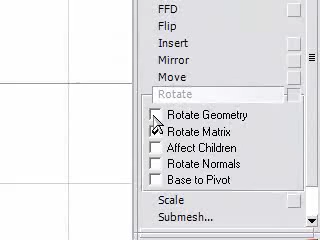 FFD
Flip
Insert
Mirror
Move
Rotate
Rotate Geometry
Rotate Matrix
Affect Children
Rotate Normals
Base to Pivot
Scale
Submesh...